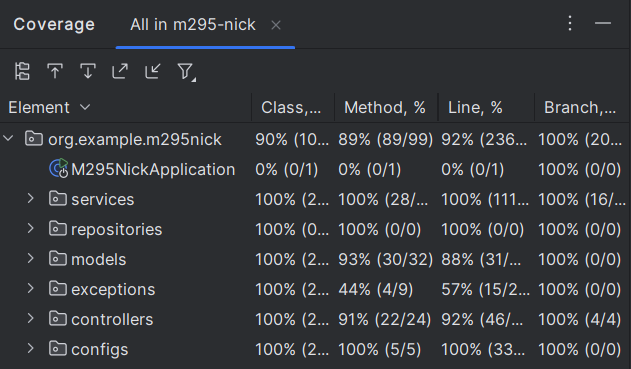 Coverage All in m295-nick
Element Class,... Method, % Line, % Branch,...
org.example.m295nick 90% (10... 89% (89/99) 92% (236... 100% (20...
M295NickApplication 0% (0/1) 0% (0/1) 0% (0/1) 100% (0/0)
services 100% (2... 100% (28/... 100% (111... 100% (16/...
repositories 100% (0... 100% (0/0) 100% (0/0) 100% (0/0)
models 100% (2... 93% (30/32) 88% (31/... 100% (0/0)
exceptions 100% (2... 44% (4/9) 57% (15/2... 100% (0/0)
controllers 100% (2... 91% (22/24) 92% (46/... 100% (4/4)
configs 100% (2... 100% (5/5) 100% (33... 100% (0/0)